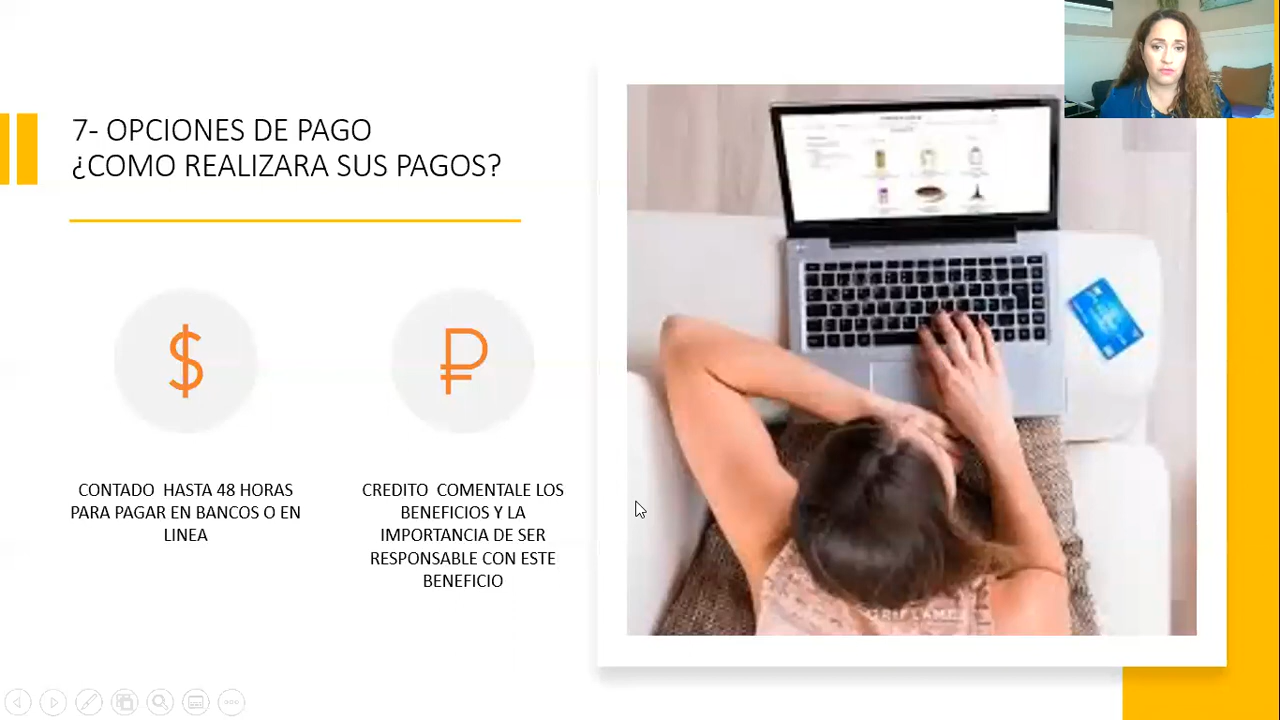 7- OPCIONES DE PAGO
¿COMO REALIZARA SUS PAGOS?
CONTADO HASTA 48 HORAS
PARA PAGAR EN BANCOS O EN
LINEA
CREDITO COMENTALE LOS
BENEFICIOS Y LA
IMPORTANCIA DE SER
RESPONSABLE CON ESTE
BENEFICIO
ORIFLAME